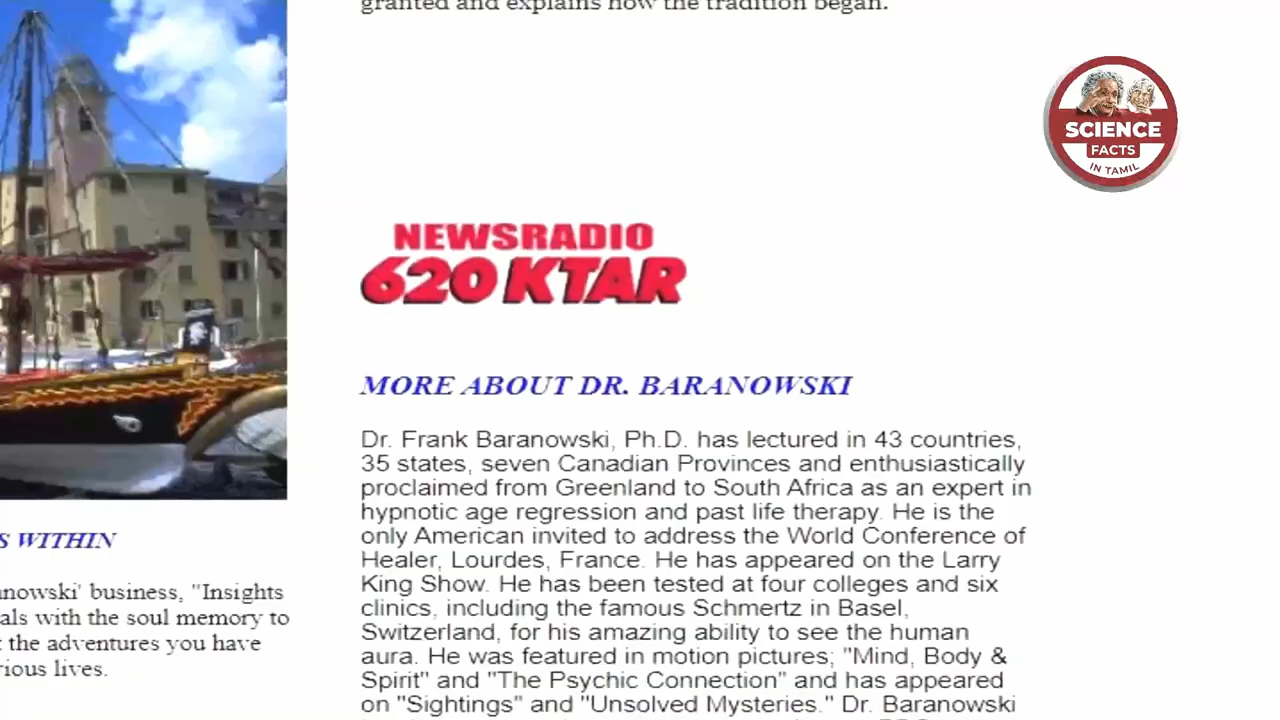 granted and explains how the tradition began.
SCIENCE
FACTS
IN TAMIL
NEWSRADIO
620 KTAR
MORE ABOUT DR. BARANOWSKI
Dr. Frank Baranowski, Ph.D. has lectured in 43 countries,
35 states, seven Canadian Provinces and enthusiastically
proclaimed from Greenland to South Africa as an expert in
hypnotic age regression and past life therapy. He is the
only American invited to address the World Conference of
Healer, Lourdes, France. He has appeared on the Larry
King Show. He has been tested at four colleges and six
clinics, including the famous Schmertz in Basel,
Switzerland, for his amazing ability to see the human
aura. He was featured in motion pictures; "Mind, Body &
Spirit" and "The Psychic Connection" and has appeared
on "Sightings" and "Unsolved Mysteries." Dr. Baranowski
S WITHIN
nowski' business, "Insights
als with the soul memory to
the adventures you have
rious lives.